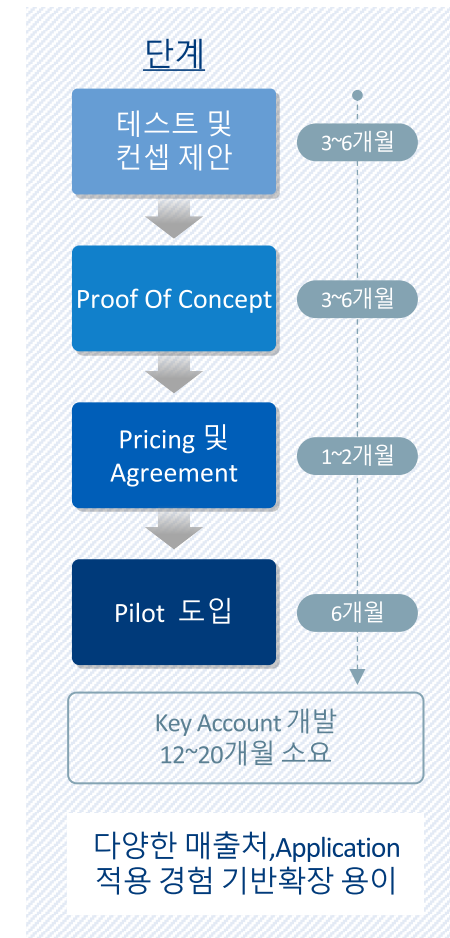 단계
테스트 및
컨셉 제안
3~6개월
Proof Of Concept
3~6개월
Pricing 및
Agreement
1~2개월
Pilot 도입
6개월
Key Account 개발
12~20개월 소요
다양한 매출처,Application
적용 경험 기반확장 용이